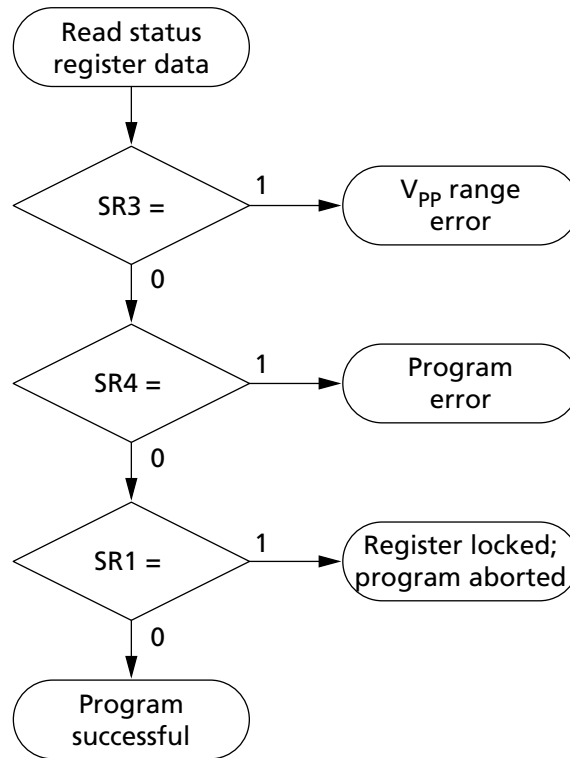 Read status
register data
SR3 =
1
V_PP range
error
0
SR4 =
1
Program
error
0
SR1 =
1
Register locked;
program aborted
0
Program
successful